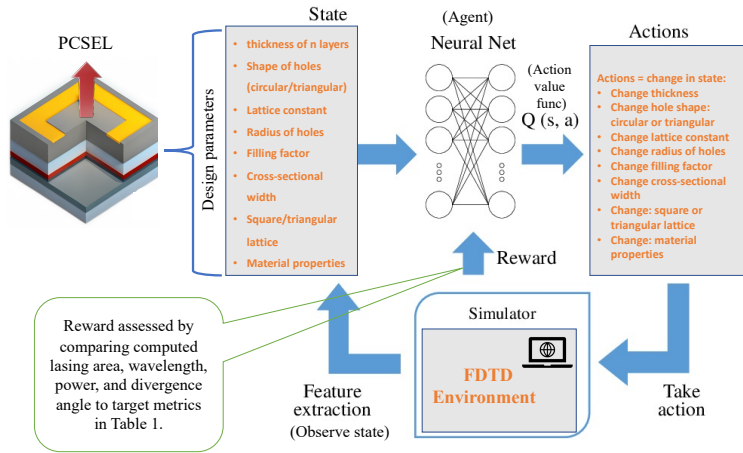 PCSEL
Design parameters
State
• thickness of n layers
• Shape of holes
(circular/triangular)
• Lattice constant
• Radius of holes
• Filling factor
• Cross-sectional
width
• Square/triangular
lattice
• Material properties
(Agent)
Neural Net
(Action
value
func)
Q (s, a)
Actions
Actions = change in state:
• Change thickness
• Change hole shape:
circular or triangular
• Change lattice constant
• Change radius of holes
• Change filling factor
• Change cross-sectional
width
• Change: square or
triangular lattice
• Change: material
properties
Reward
Reward assessed by
comparing computed
lasing area, wavelength,
power, and divergence
angle to target metrics
in Table 1.
Feature
extraction
(Observe state)
Simulator
FDTD
Environment
Take
action